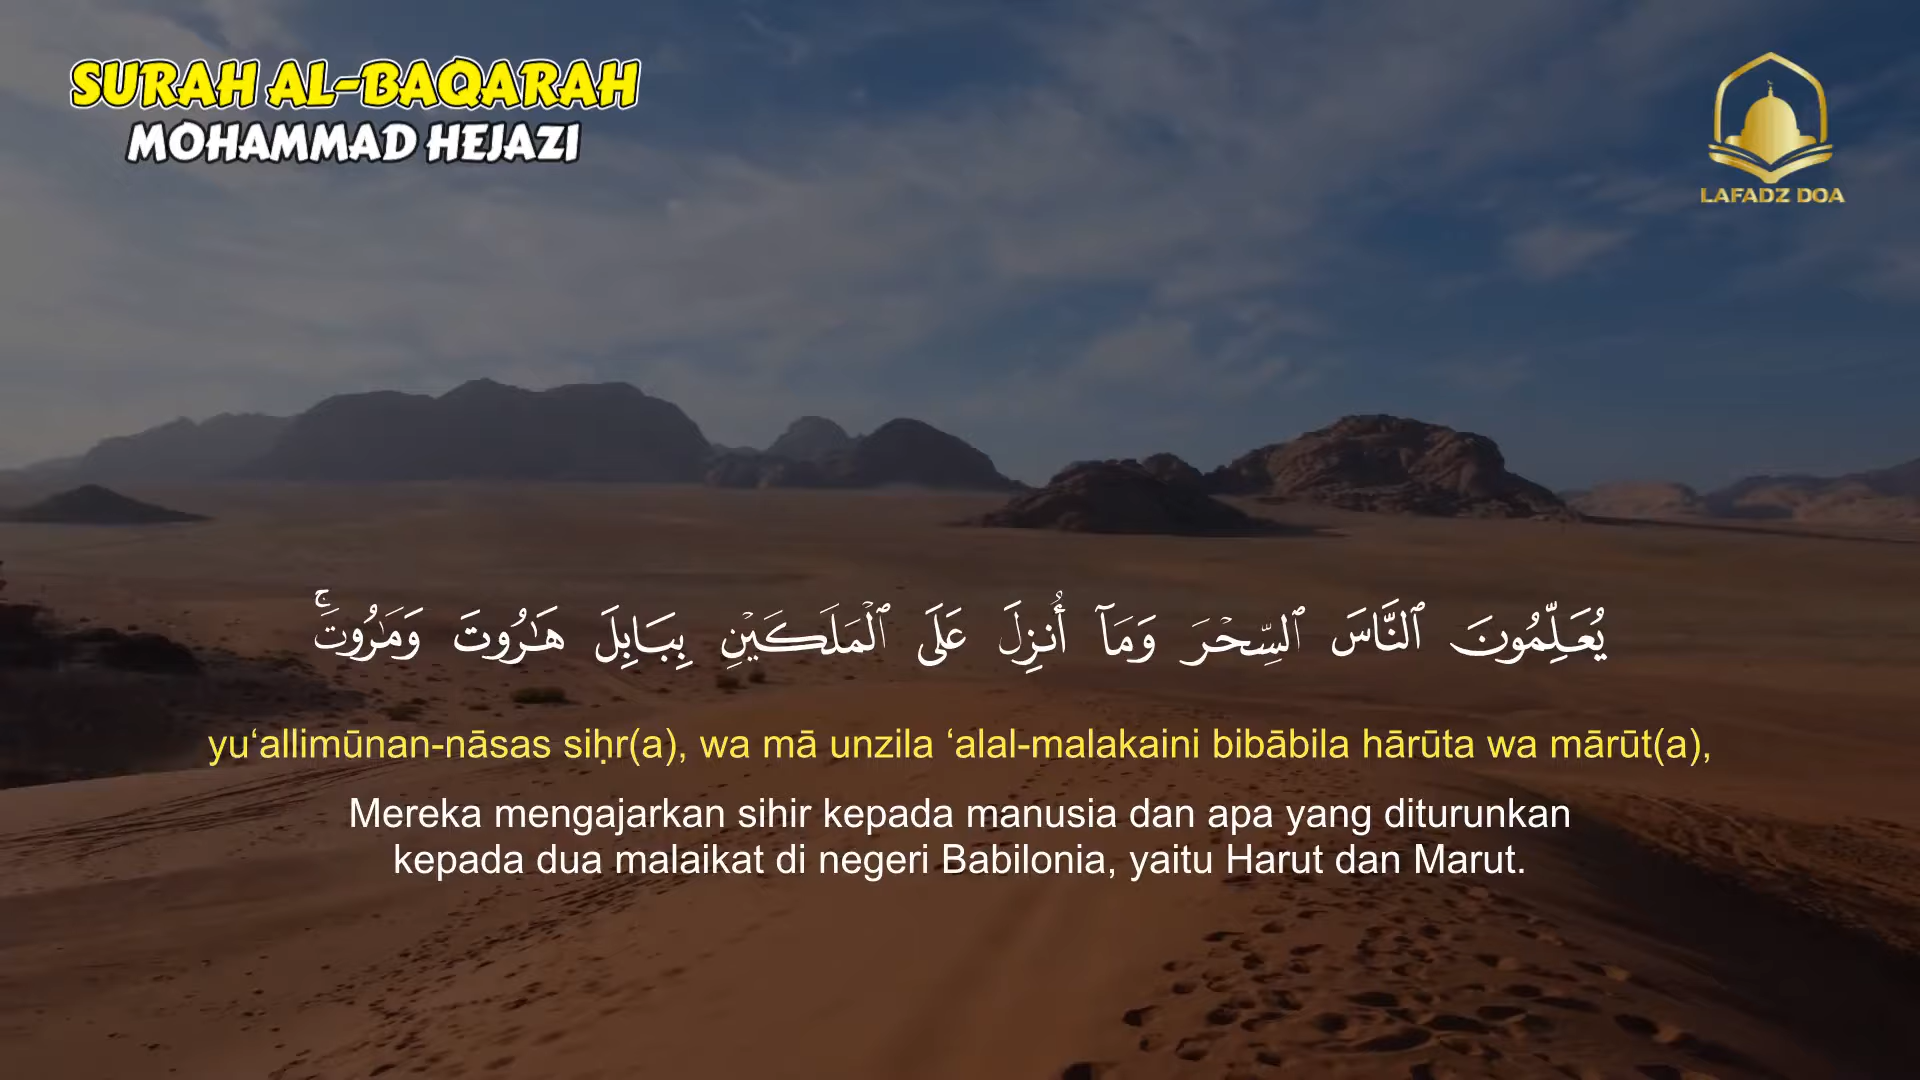 SURAH AL-BAQARAH
MOHAMMAD HEJAZI
LAFADZ DOA
يُعَلِّمُونَ ٱلنَّاسَ ٱلسِّحْرَ وَمَآ أُنزِلَ عَلَى ٱلْمَلَكَيْنِ بِبَابِلَ هَـٰرُوتَ وَمَـٰرُوتَ ۚ
yu‘allimūnan-nāsas siḥr(a), wa mā unzila ‘alal-malakaini bibābila hārūta wa mārūt(a),
Mereka mengajarkan sihir kepada manusia dan apa yang diturunkan
kepada dua malaikat di negeri Babilonia, yaitu Harut dan Marut.